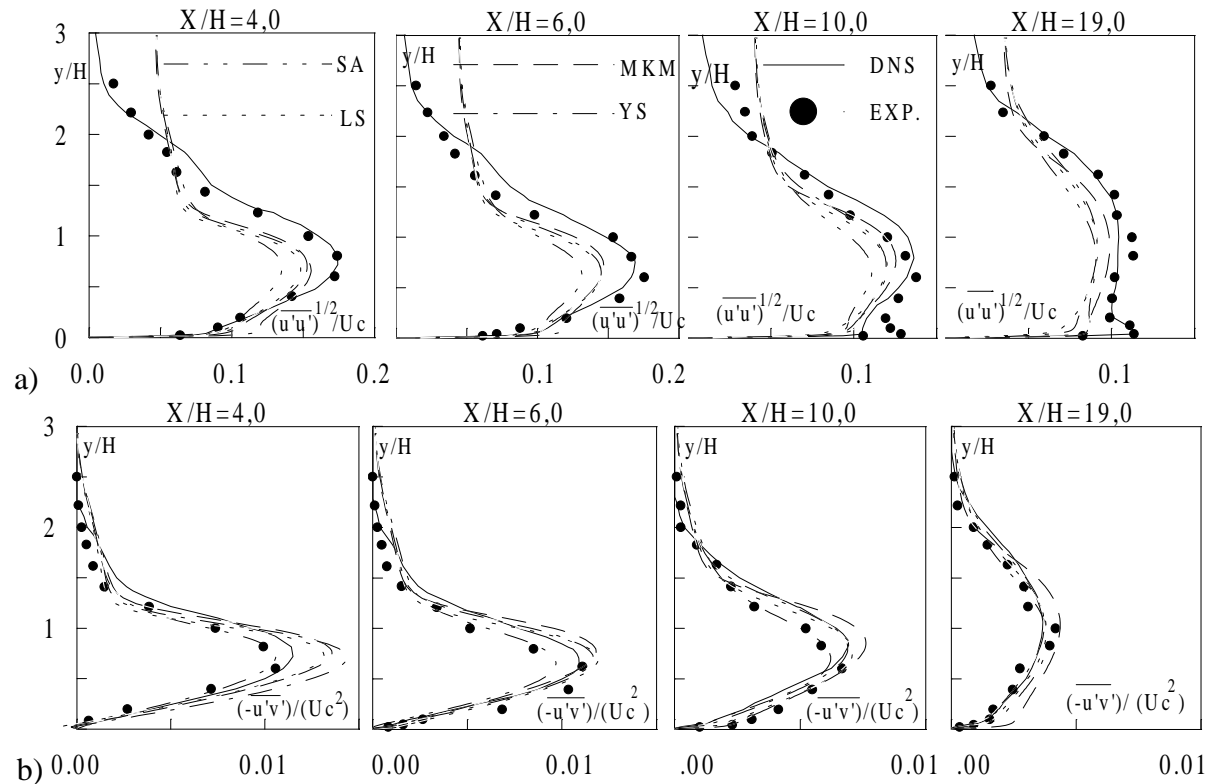 X/H=4,0 X/H=6,0 X/H=10,0 X/H=19,0
3
y/H y/H y/H y/H
SA MKM DNS
LS YS EXP.
2
1
(u'u')^1/2/Uc (u'u')^1/2/Uc (u'u')^1/2/Uc (u'u')^1/2/Uc
0
a) 0.0 0.1 0.2 0.1 0.2 0.1 0.1
X/H=4,0 X/H=6,0 X/H=10,0 X/H=19,0
3
y/H y/H y/H y/H
2
1
(-u'v')/(Uc^2) (-u'v')/(Uc^2) (-u'v')/(Uc^2) (-u'v')/(Uc^2)
0
b) 0.00 0.01 0.00 0.01 .00 0.01 .00 0.01